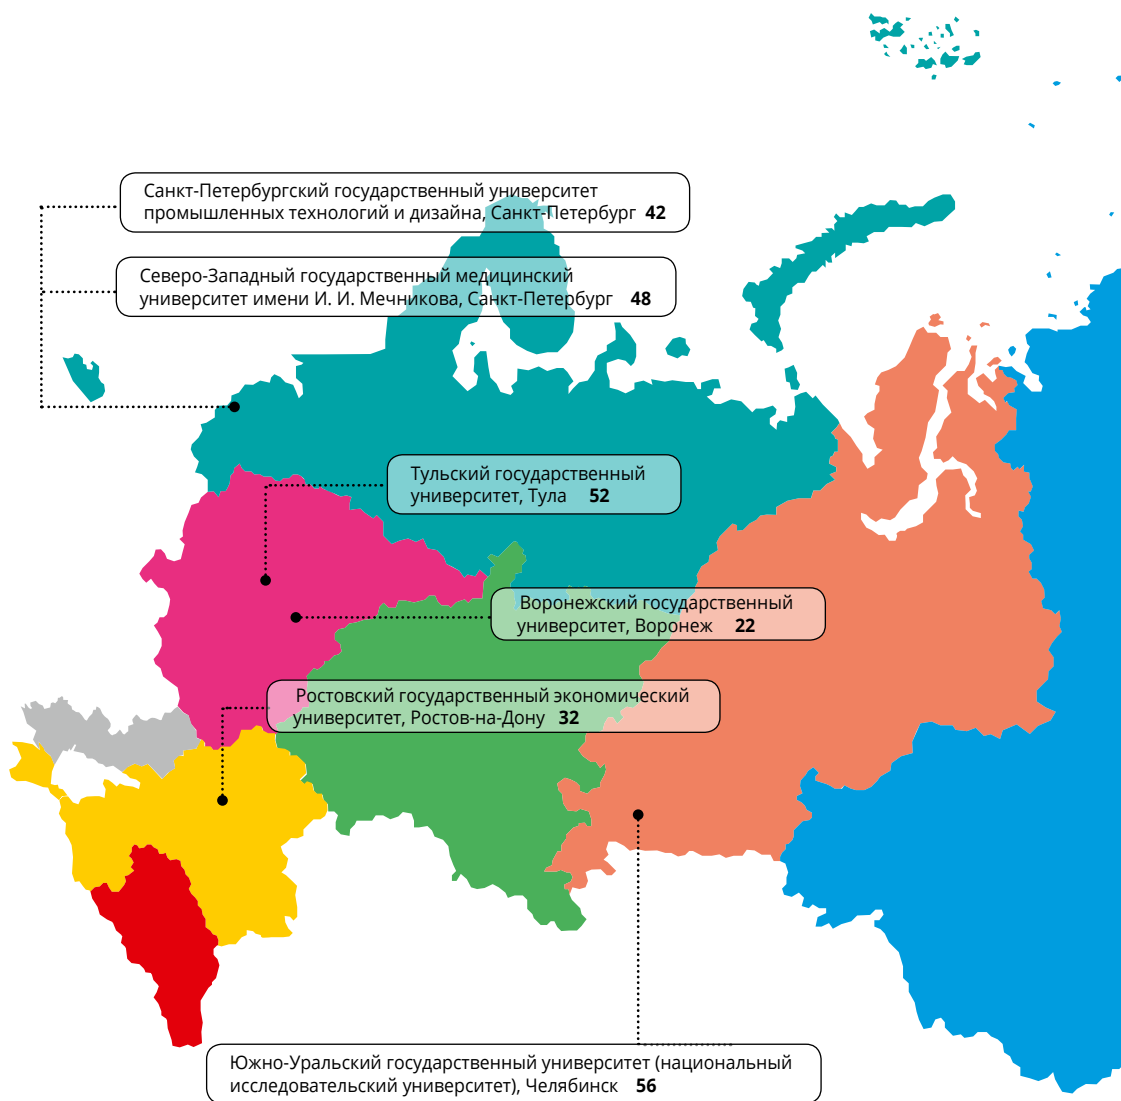 Санкт-Петербургский государственный университет
промышленных технологий и дизайна, Санкт-Петербург 42
Северо-Западный государственный медицинский
университет имени И. И. Мечникова, Санкт-Петербург 48
Тульский государственный
университет, Тула 52
Воронежский государственный
университет, Воронеж 22
Ростовский государственный экономический
университет, Ростов-на-Дону 32
Южно-Уральский государственный университет (национальный
исследовательский университет), Челябинск 56